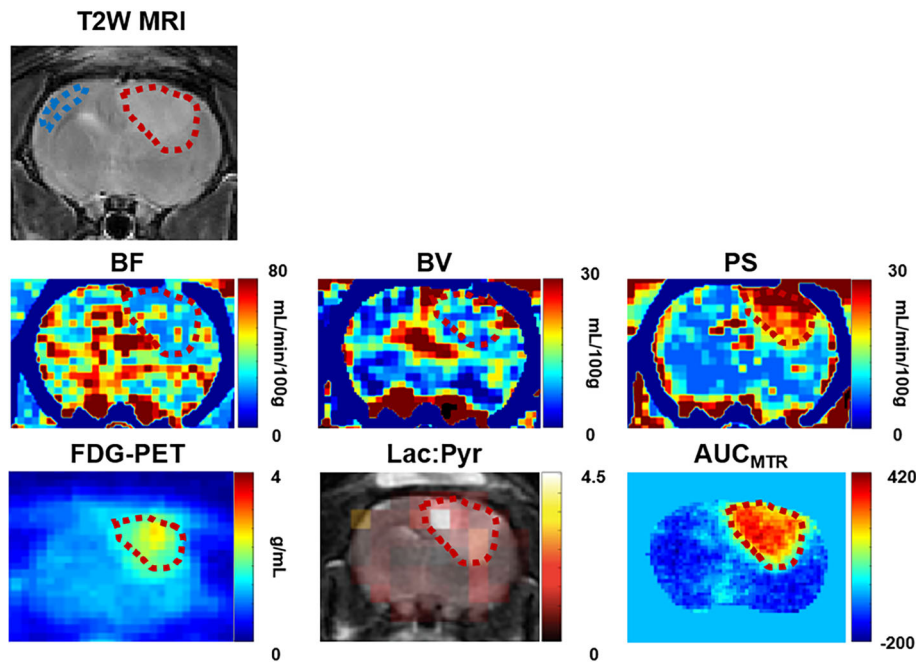 T2W MRI
BF
80
mL/min/100g
0
BV
30
mL/100g
0
PS
30
mL/min/100g
0
FDG-PET
4
g/mL
0
Lac:Pyr
4.5
0
AUCMTR
420
-200